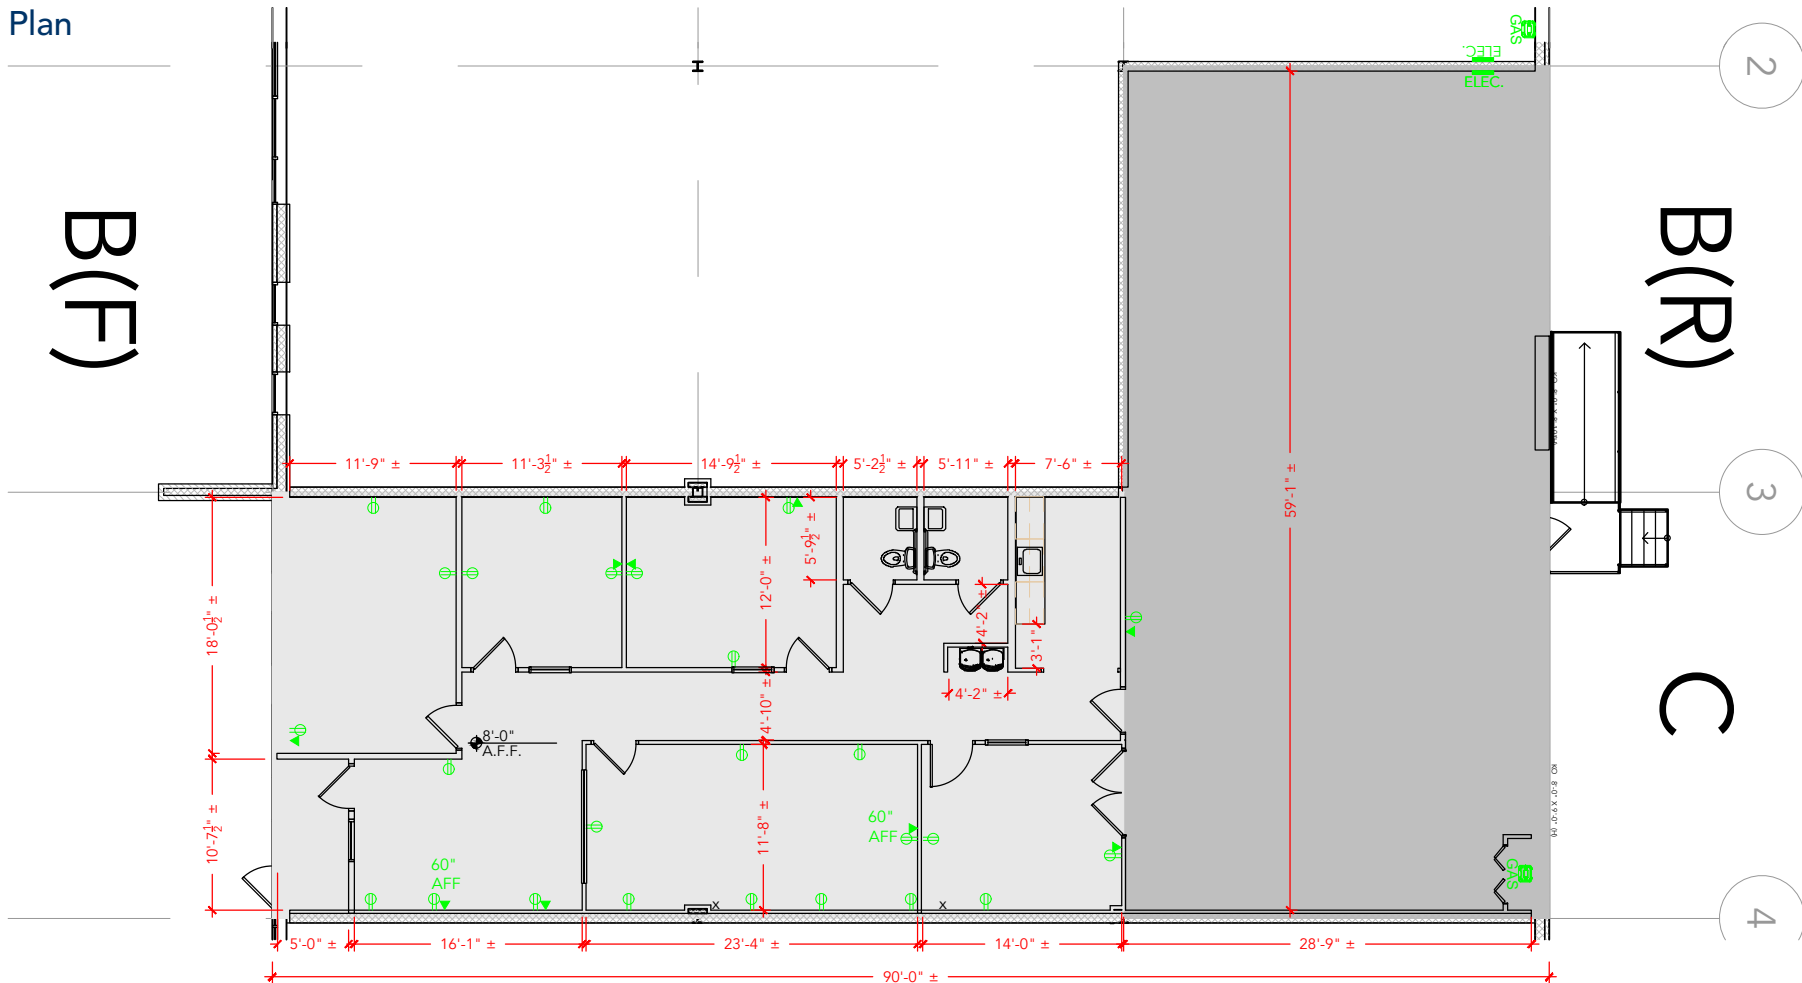 Plan
GAS
ELEC.
ELEC.
2
B(F)
B(R)
11'-9" ±
11'-3½" ±
14'-9½" ±
5'-2½" ±
5'-11" ±
7'-6" ±
59'-1" ±
3
5'-9½" ±
12'-0" ±
18'-0½" ±
4'-2" ±
3'-1" ±
4'-2" ±
4'-10" ±
C
8'-0"
A.F.F.
10'-7½" ±
11'-8" ±
60"
AFF
60"
AFF
GAS
x
x
4
5'-0" ±
16'-1" ±
23'-4" ±
14'-0" ±
28'-9" ±
90'-0" ±